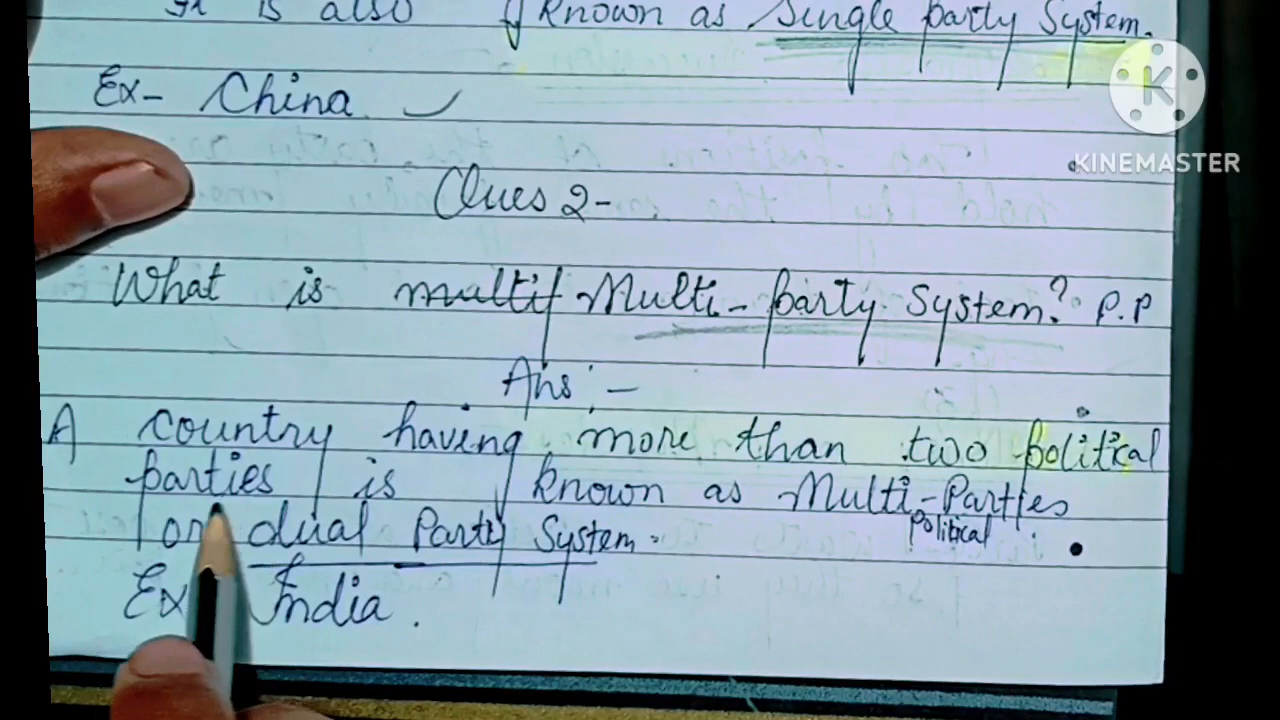 It is also known as Single Party System.
Ex- China
K
KINEMASTER
Ques 2-
What is multip Multi-party System? P.P
Ans:-
A country having more than two political
parties is known as Multi-Parties
or dual Party System. political
Ex India.